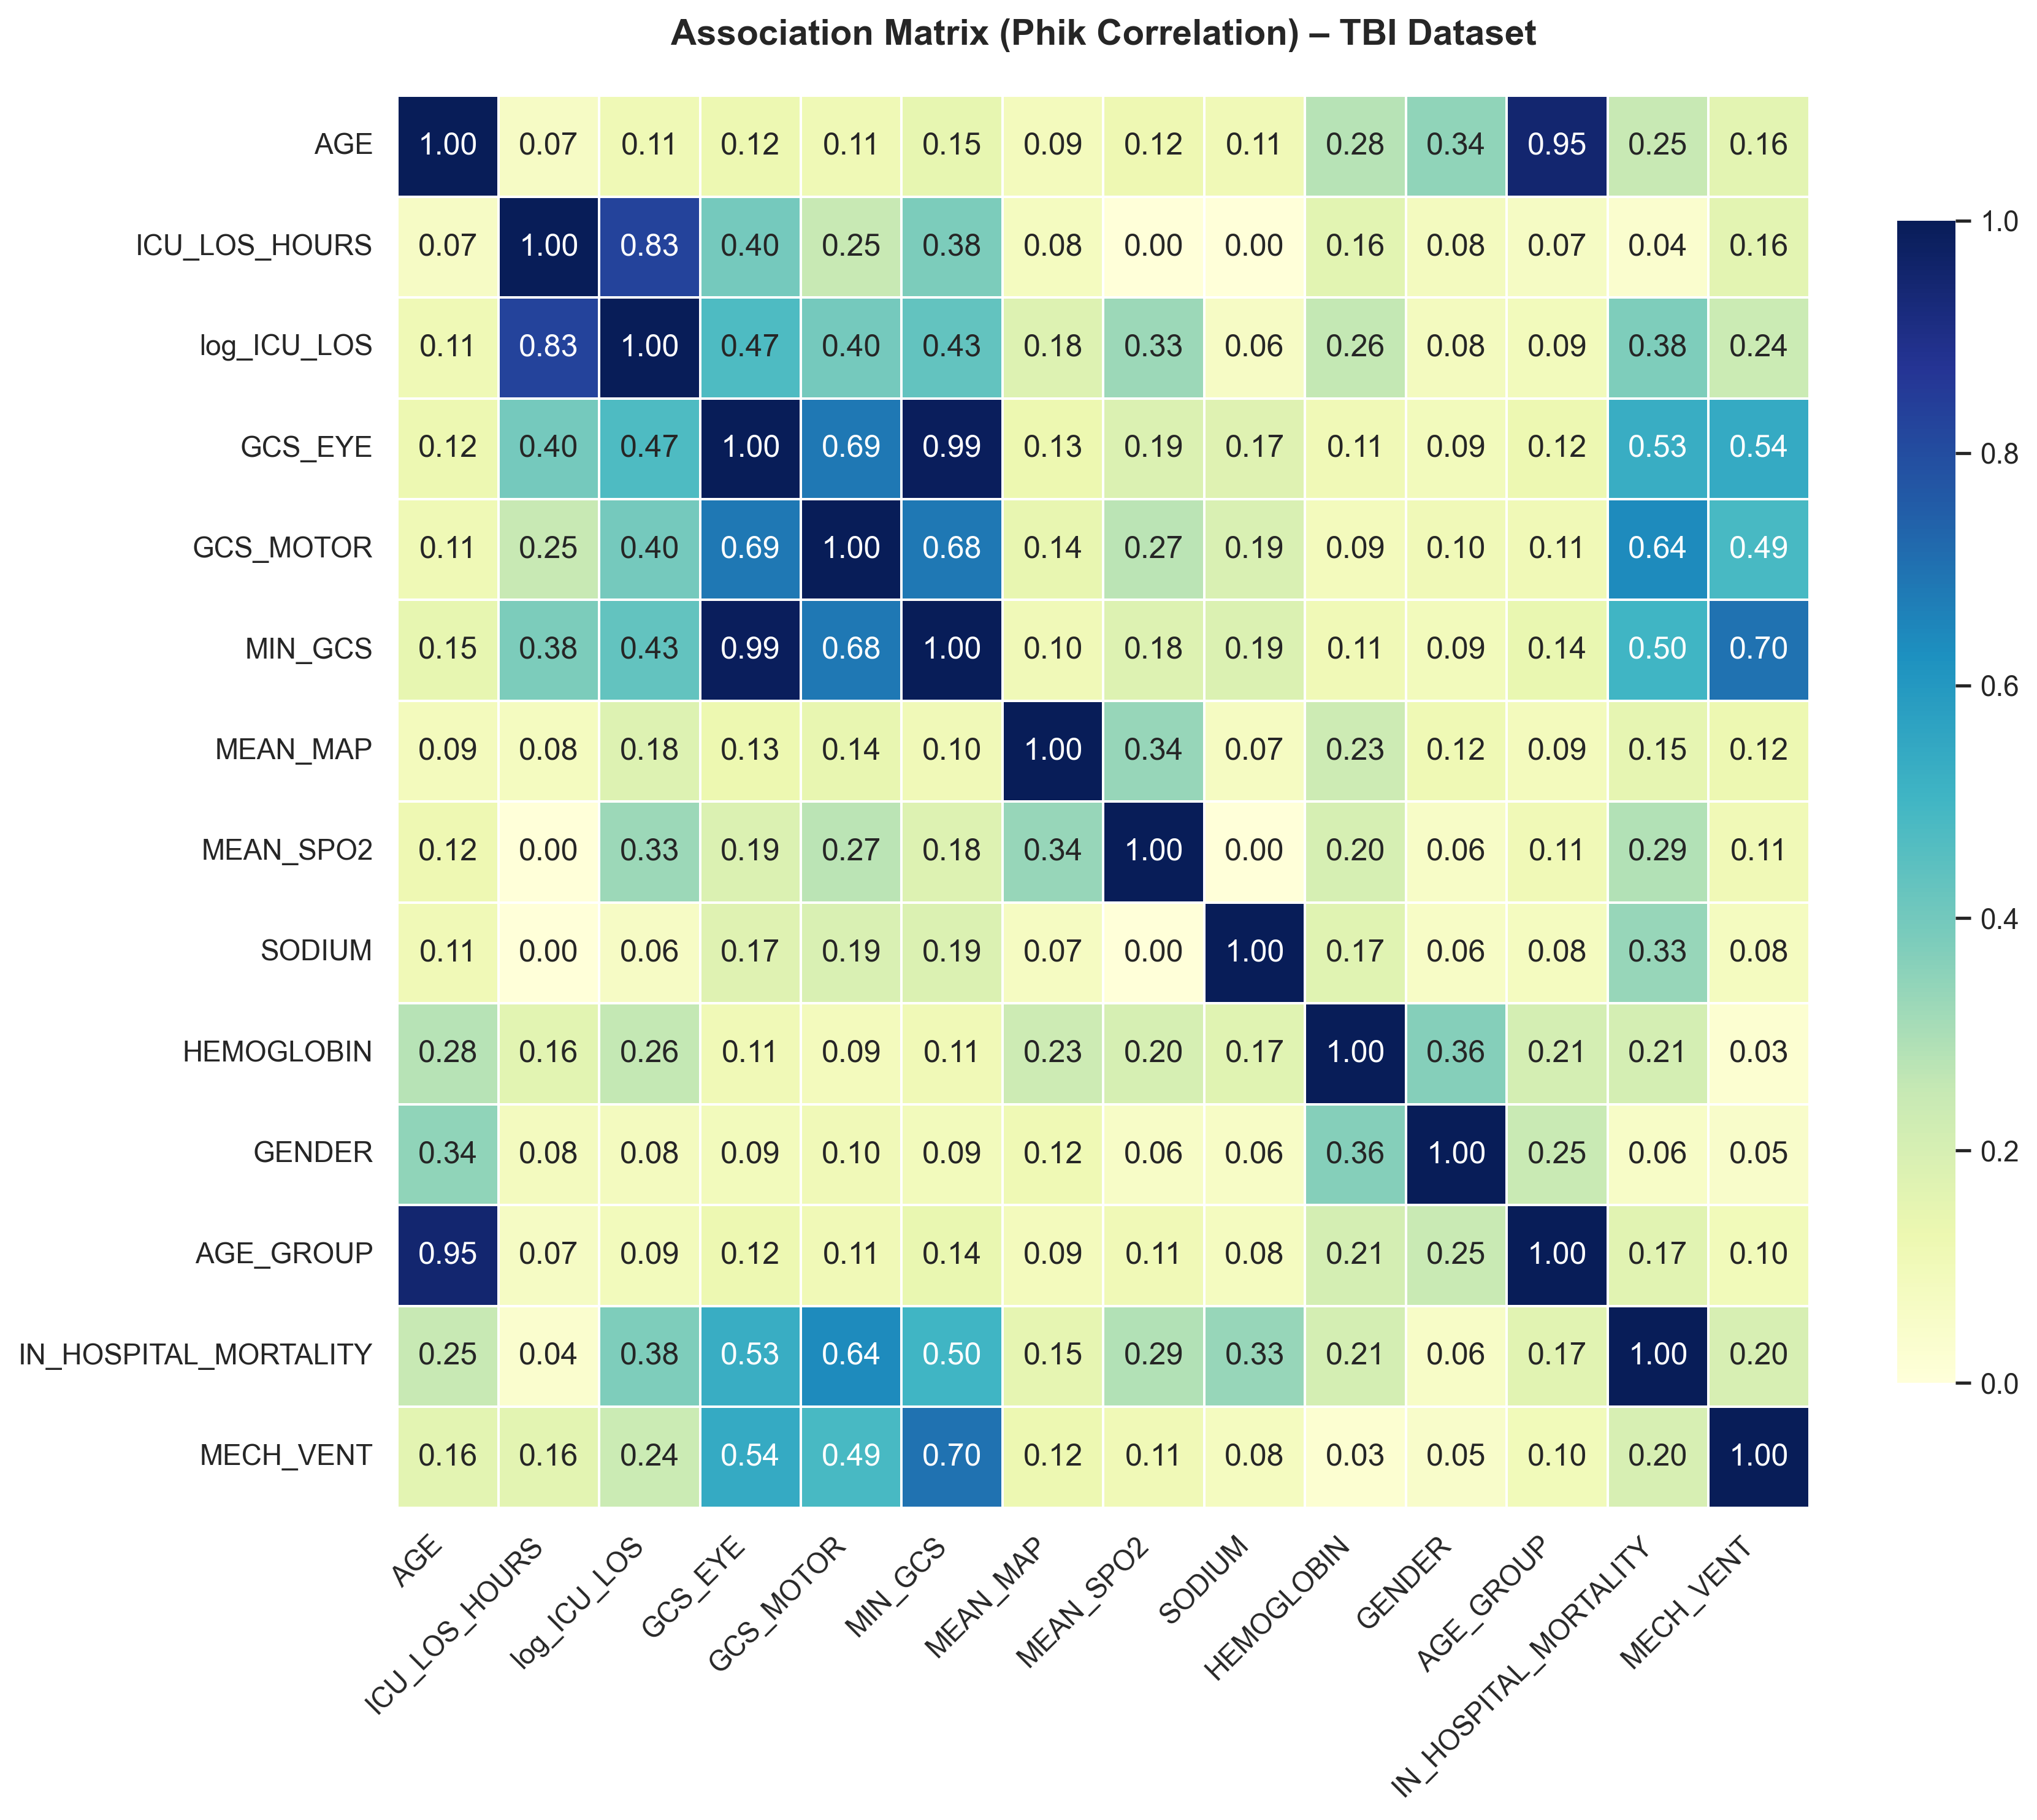 Association Matrix (Phik Correlation) – TBI Dataset
AGE 1.00 0.07 0.11 0.12 0.11 0.15 0.09 0.12 0.11 0.28 0.34 0.95 0.25 0.16
ICU_LOS_HOURS 0.07 1.00 0.83 0.40 0.25 0.38 0.08 0.00 0.00 0.16 0.08 0.07 0.04 0.16
log_ICU_LOS 0.11 0.83 1.00 0.47 0.40 0.43 0.18 0.33 0.06 0.26 0.08 0.09 0.38 0.24
GCS_EYE 0.12 0.40 0.47 1.00 0.69 0.99 0.13 0.19 0.17 0.11 0.09 0.12 0.53 0.54
GCS_MOTOR 0.11 0.25 0.40 0.69 1.00 0.68 0.14 0.27 0.19 0.09 0.10 0.11 0.64 0.49
MIN_GCS 0.15 0.38 0.43 0.99 0.68 1.00 0.10 0.18 0.19 0.11 0.09 0.14 0.50 0.70
MEAN_MAP 0.09 0.08 0.18 0.13 0.14 0.10 1.00 0.34 0.07 0.23 0.12 0.09 0.15 0.12
MEAN_SPO2 0.12 0.00 0.33 0.19 0.27 0.18 0.34 1.00 0.00 0.20 0.06 0.11 0.29 0.11
SODIUM 0.11 0.00 0.06 0.17 0.19 0.19 0.07 0.00 1.00 0.17 0.06 0.08 0.33 0.08
HEMOGLOBIN 0.28 0.16 0.26 0.11 0.09 0.11 0.23 0.20 0.17 1.00 0.36 0.21 0.21 0.03
GENDER 0.34 0.08 0.08 0.09 0.10 0.09 0.12 0.06 0.06 0.36 1.00 0.25 0.06 0.05
AGE_GROUP 0.95 0.07 0.09 0.12 0.11 0.14 0.09 0.11 0.08 0.21 0.25 1.00 0.17 0.10
IN_HOSPITAL_MORTALITY 0.25 0.04 0.38 0.53 0.64 0.50 0.15 0.29 0.33 0.21 0.06 0.17 1.00 0.20
MECH_VENT 0.16 0.16 0.24 0.54 0.49 0.70 0.12 0.11 0.08 0.03 0.05 0.10 0.20 1.00
AGE
ICU_LOS_HOURS
log_ICU_LOS
GCS_EYE
GCS_MOTOR
MIN_GCS
MEAN_MAP
MEAN_SPO2
SODIUM
HEMOGLOBIN
GENDER
AGE_GROUP
IN_HOSPITAL_MORTALITY
MECH_VENT
1.0
0.8
0.6
0.4
0.2
0.0